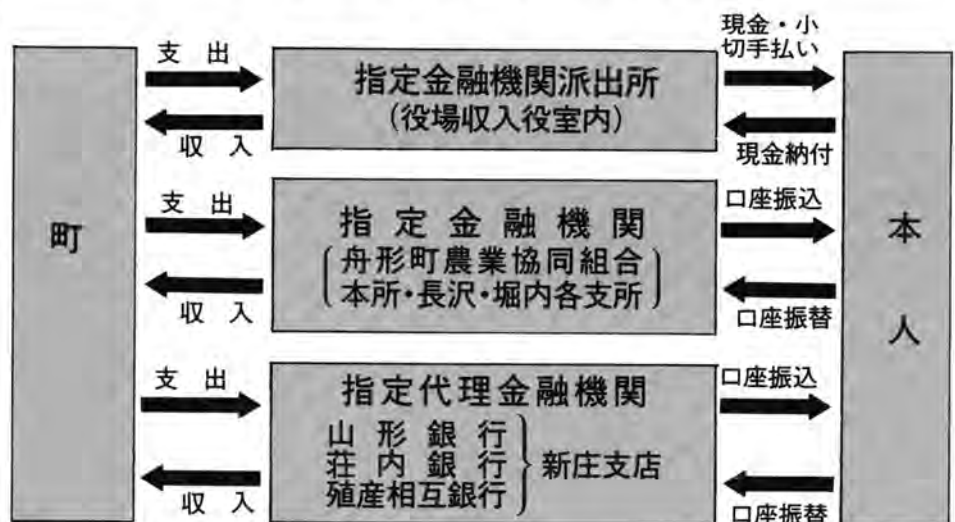 支出
指定金融機関派出所
(役場収入役室内)
現金・小
切手払い
収入
現金納付
町
本人
支出
指定金融機関
舟形町農業協同組合
本所・長沢・堀内各支所
口座振込
収入
口座振替
支出
指定代理金融機関
山形銀行
荘内銀行
殖産相互銀行
新庄支店
口座振込
収入
口座振替